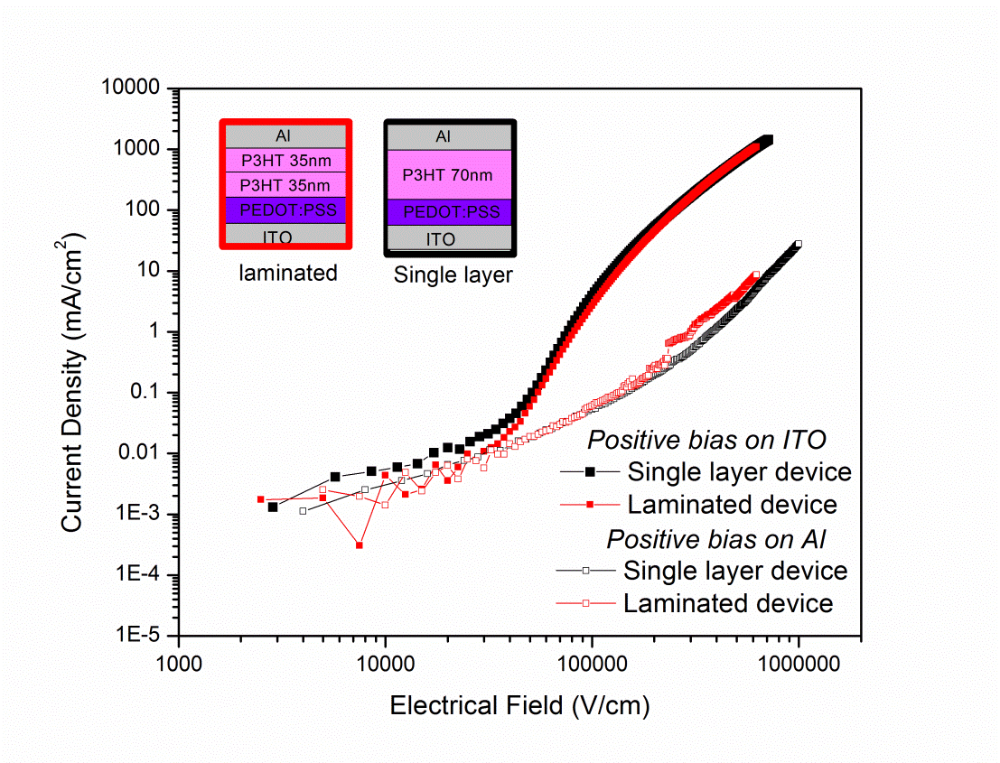 Current Density (mA/cm²)
10000
1000
100
10
1
0.1
0.01
1E-3
1E-4
1E-5
Al
P3HT 35nm
P3HT 35nm
PEDOT:PSS
ITO
laminated
Al
P3HT 70nm
PEDOT:PSS
ITO
Single layer
Positive bias on ITO
Single layer device
Laminated device
Positive bias on Al
Single layer device
Laminated device
1000
10000
100000
1000000
Electrical Field (V/cm)